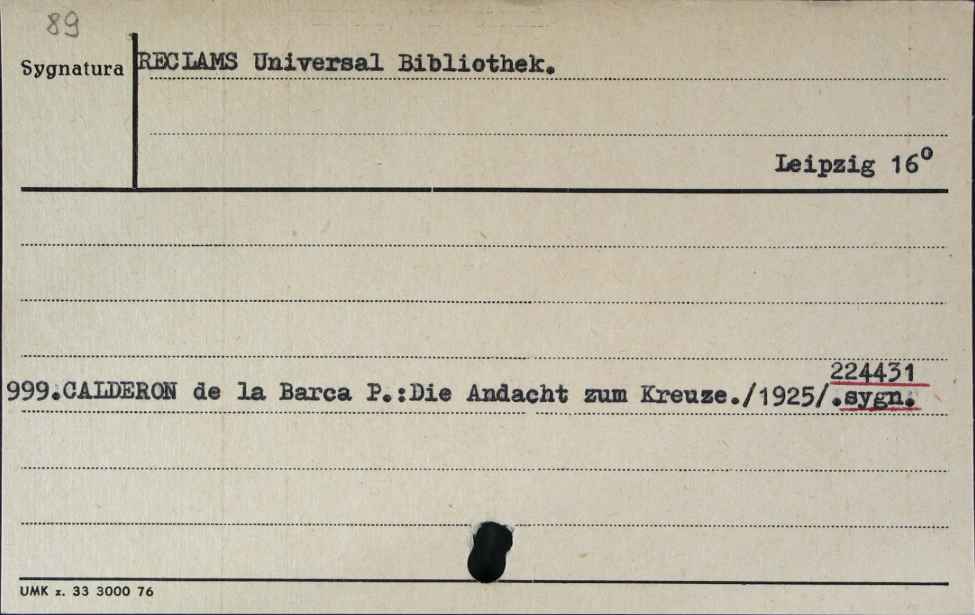 89
Sygnatura RECLAMS Universal Bibliothek.
Leipzig 16°
224431
999.CALDERON de la Barca P.:Die Andacht zum Kreuze./1925/.sygn.
UMK z. 33 3000 76